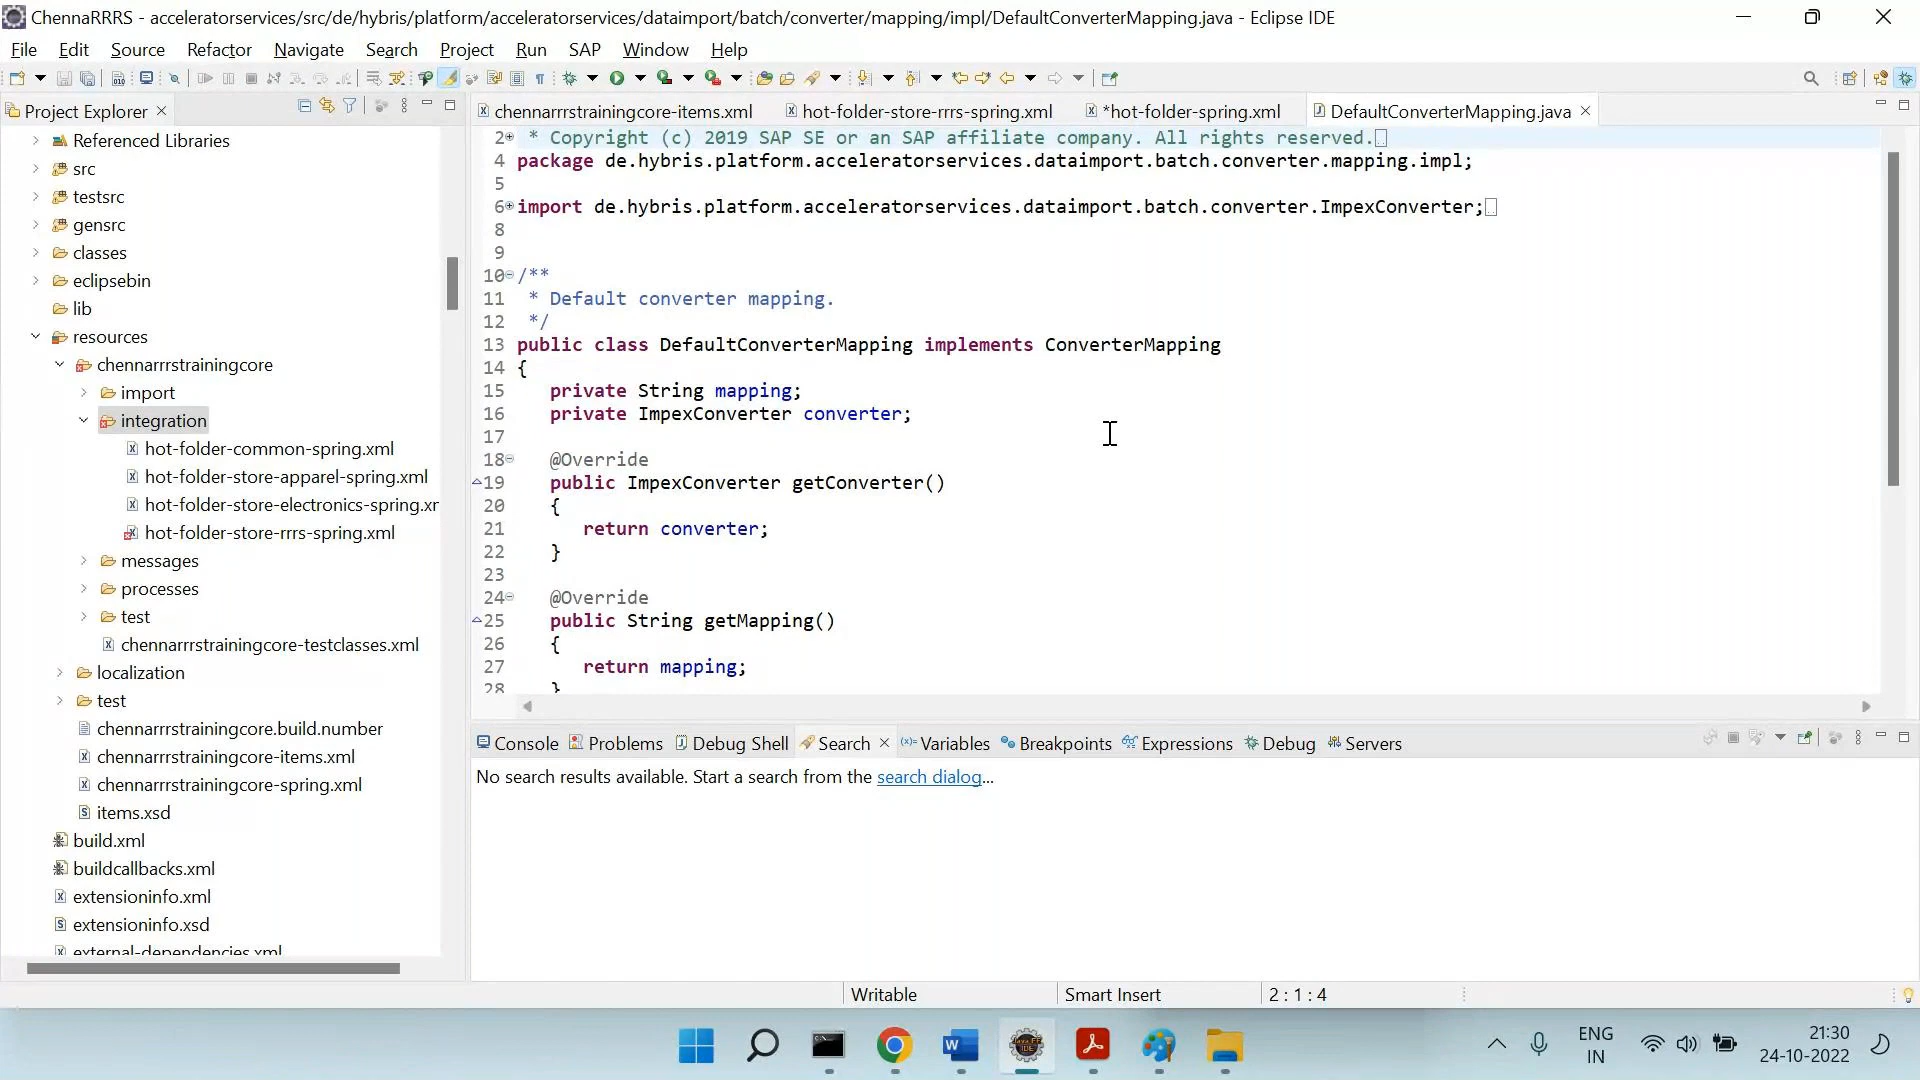 ChennaRRRS - acceleratorservices/src/de/hybris/platform/acceleratorservices/dataimport/batch/converter/mapping/impl/DefaultConverterMapping.java - Eclipse IDE
File Edit Source Refactor Navigate Search Project Run SAP Window Help
Project Explorer
chennarrrstrainingcore-items.xml hot-folder-store-rrrs-spring.xml *hot-folder-spring.xml DefaultConverterMapping.java
Referenced Libraries
src
testsrc
gensrc
classes
eclipsebin
lib
resources
chennarrrstrainingcore
import
integration
hot-folder-common-spring.xml
hot-folder-store-apparel-spring.xml
hot-folder-store-electronics-spring.xr
hot-folder-store-rrrs-spring.xml
messages
processes
test
chennarrrstrainingcore-testclasses.xml
localization
test
chennarrrstrainingcore.build.number
chennarrrstrainingcore-items.xml
chennarrrstrainingcore-spring.xml
items.xsd
build.xml
buildcallbacks.xml
extensioninfo.xml
extensioninfo.xsd
external-dependencies.xml
2 * Copyright (c) 2019 SAP SE or an SAP affiliate company. All rights reserved.
4 package de.hybris.platform.acceleratorservices.dataimport.batch.converter.mapping.impl;
5
6 import de.hybris.platform.acceleratorservices.dataimport.batch.converter.ImpexConverter;
8
9
10 /**
11 * Default converter mapping.
12 */
13 public class DefaultConverterMapping implements ConverterMapping
14 {
15 private String mapping;
16 private ImpexConverter converter;
17
18 @Override
19 public ImpexConverter getConverter()
20 {
21 return converter;
22 }
23
24 @Override
25 public String getMapping()
26 {
27 return mapping;
28 }
Console Problems Debug Shell Search Variables Breakpoints Expressions Debug Servers
No search results available. Start a search from the search dialog...
Writable Smart Insert 2 : 1 : 4
ENG
IN
21:30
24-10-2022